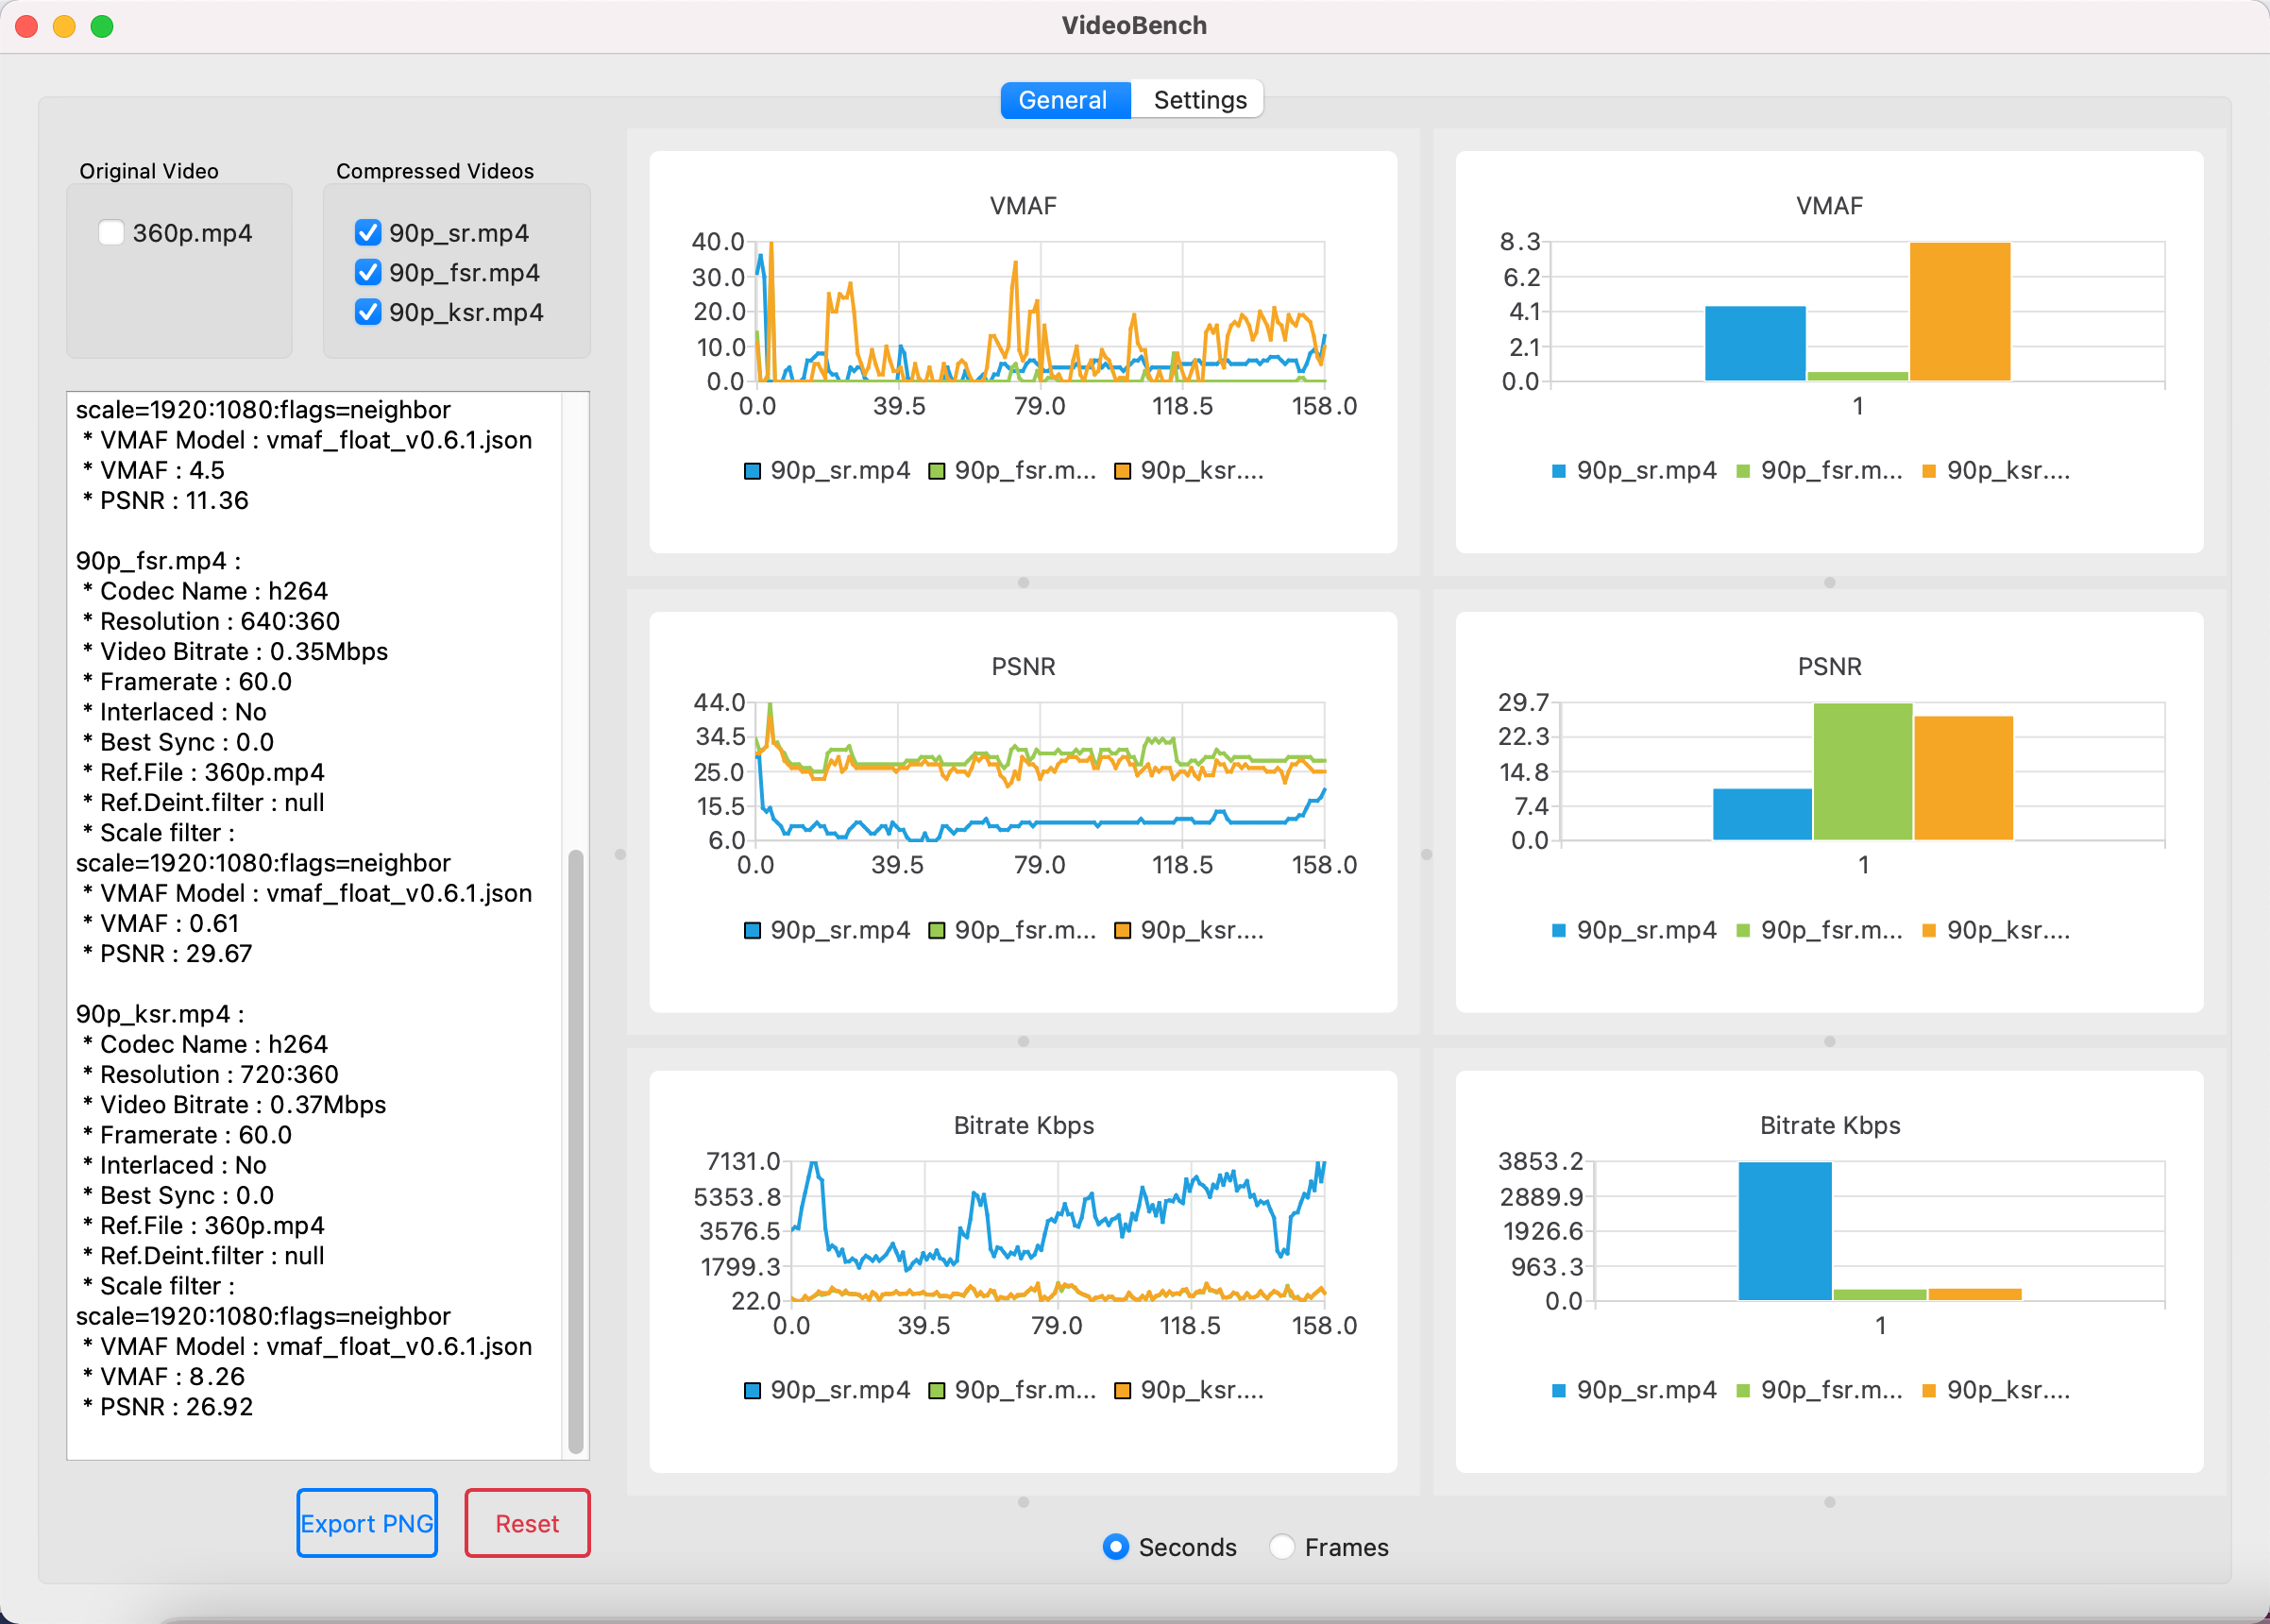 VideoBench
General Settings
Original Video
360p.mp4
Compressed Videos
90p_sr.mp4
90p_fsr.mp4
90p_ksr.mp4
scale=1920:1080:flags=neighbor
* VMAF Model : vmaf_float_v0.6.1.json
* VMAF : 4.5
* PSNR : 11.36
90p_fsr.mp4 :
* Codec Name : h264
* Resolution : 640:360
* Video Bitrate : 0.35Mbps
* Framerate : 60.0
* Interlaced : No
* Best Sync : 0.0
* Ref.File : 360p.mp4
* Ref.Deint.filter : null
* Scale filter :
scale=1920:1080:flags=neighbor
* VMAF Model : vmaf_float_v0.6.1.json
* VMAF : 0.61
* PSNR : 29.67
90p_ksr.mp4 :
* Codec Name : h264
* Resolution : 720:360
* Video Bitrate : 0.37Mbps
* Framerate : 60.0
* Interlaced : No
* Best Sync : 0.0
* Ref.File : 360p.mp4
* Ref.Deint.filter : null
* Scale filter :
scale=1920:1080:flags=neighbor
* VMAF Model : vmaf_float_v0.6.1.json
* VMAF : 8.26
* PSNR : 26.92
Export PNG
Reset
VMAF
40.0
30.0
20.0
10.0
0.0
0.0 39.5 79.0 118.5 158.0
90p_sr.mp4 90p_fsr.m... 90p_ksr....
VMAF
8.3
6.2
4.1
2.1
0.0
1
90p_sr.mp4 90p_fsr.m... 90p_ksr....
PSNR
44.0
34.5
25.0
15.5
6.0
0.0 39.5 79.0 118.5 158.0
90p_sr.mp4 90p_fsr.m... 90p_ksr....
PSNR
29.7
22.3
14.8
7.4
0.0
1
90p_sr.mp4 90p_fsr.m... 90p_ksr....
Bitrate Kbps
7131.0
5353.8
3576.5
1799.3
22.0
0.0 39.5 79.0 118.5 158.0
90p_sr.mp4 90p_fsr.m... 90p_ksr....
Bitrate Kbps
3853.2
2889.9
1926.6
963.3
0.0
1
90p_sr.mp4 90p_fsr.m... 90p_ksr....
Seconds Frames